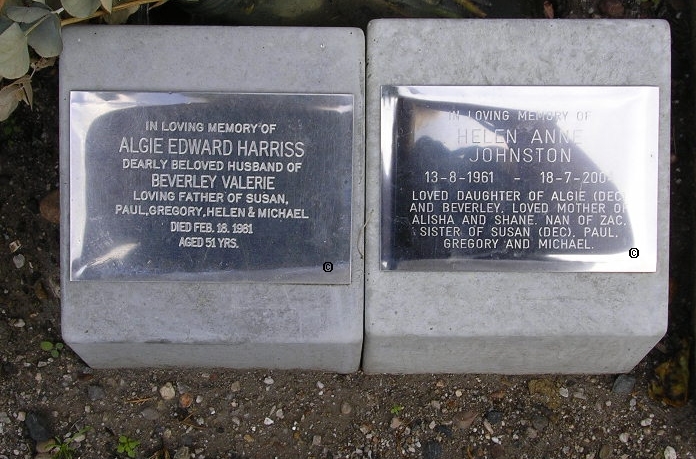 IN LOVING MEMORY OF
ALGIE EDWARD HARRISS
DEARLY BELOVED HUSBAND OF
BEVERLEY VALERIE
LOVING FATHER OF SUSAN,
PAUL, GREGORY, HELEN & MICHAEL
DIED FEB. 18. 1981
AGED 51 YRS.
©
IN LOVING MEMORY OF
HELEN ANNE
JOHNSTON
13-8-1961 - 18-7-200
LOVED DAUGHTER OF ALGIE (DEC)
AND BEVERLEY. LOVED MOTHER OF
ALISHA AND SHANE. NAN OF ZAC.
SISTER OF SUSAN (DEC), PAUL,
GREGORY AND MICHAEL.
©